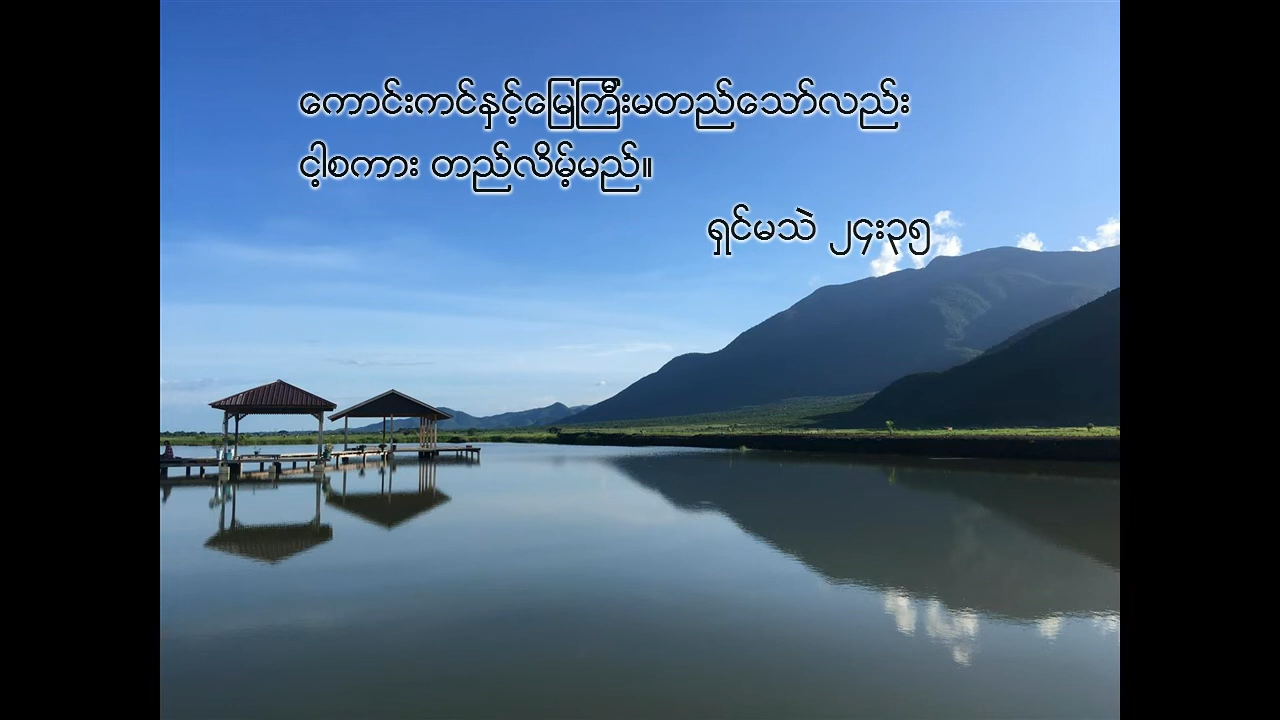 ကောင်းကင်နှင့်မြေကြီးမတည်သော်လည်း
ငါ့စကား တည်လိမ့်မည်။
ရှင်မသဲ ၂၄း၃၅